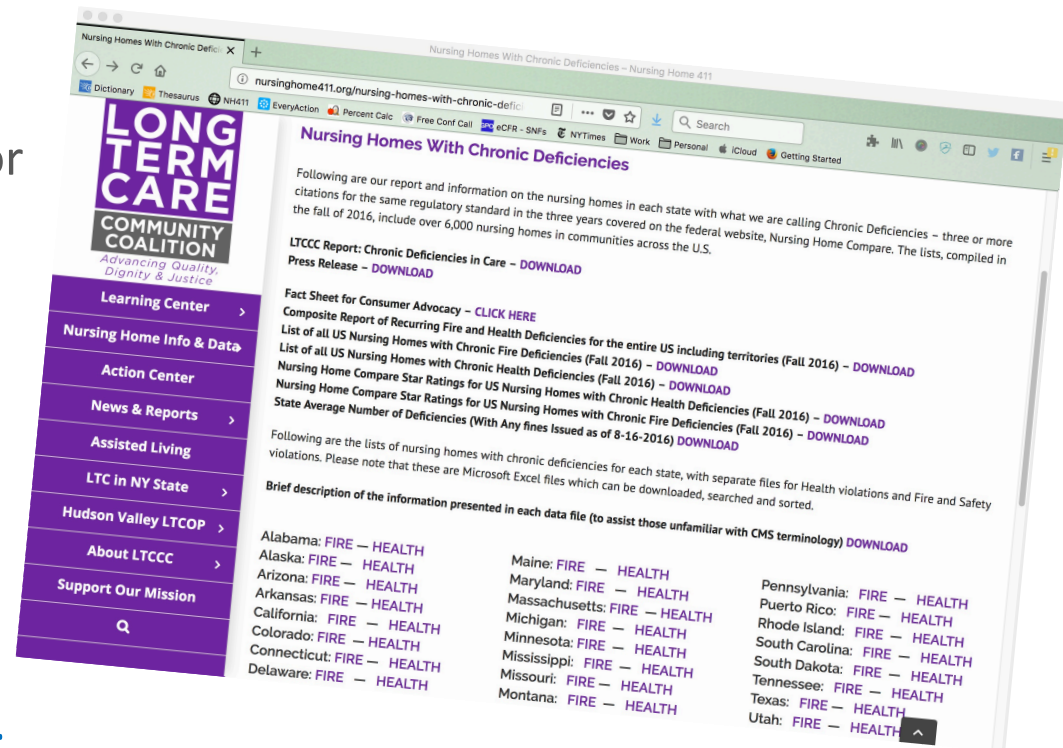 or
Nursing Homes With Chronic Defici
Nursing Homes With Chronic Deficiencies – Nursing Home 411
nursinghome411.org/nursing-homes-with-chronic-defici
Search
Dictionary Thesaurus NH411 EveryAction Percent Calc Free Conf Call GPO eCFR - SNFs NYTimes Work Personal iCloud Getting Started
LONG
TERM
CARE
COMMUNITY
COALITION
Advancing Quality,
Dignity & Justice
Learning Center
Nursing Home Info & Data
Action Center
News & Reports
Assisted Living
LTC in NY State
Hudson Valley LTCOP
About LTCCC
Support Our Mission
Nursing Homes With Chronic Deficiencies
Following are our report and information on the nursing homes in each state with what we are calling Chronic Deficiencies – three or more
citations for the same regulatory standard in the three years covered on the federal website, Nursing Home Compare. The lists, compiled in
the fall of 2016, include over 6,000 nursing homes in communities across the U.S.
LTCCC Report: Chronic Deficiencies in Care – DOWNLOAD
Press Release – DOWNLOAD
Fact Sheet for Consumer Advocacy – CLICK HERE
Composite Report of Recurring Fire and Health Deficiencies for the entire US including territories (Fall 2016) – DOWNLOAD
List of all US Nursing Homes with Chronic Fire Deficiencies (Fall 2016) – DOWNLOAD
List of all US Nursing Homes with Chronic Health Deficiencies (Fall 2016) – DOWNLOAD
Nursing Home Compare Star Ratings for US Nursing Homes with Chronic Health Deficiencies (Fall 2016) – DOWNLOAD
Nursing Home Compare Star Ratings for US Nursing Homes with Chronic Fire Deficiencies (Fall 2016) – DOWNLOAD
State Average Number of Deficiencies (With Any fines Issued as of 8-16-2016) DOWNLOAD
Following are the lists of nursing homes with chronic deficiencies for each state, with separate files for Health violations and Fire and Safety
violations. Please note that these are Microsoft Excel files which can be downloaded, searched and sorted.
Brief description of the information presented in each data file (to assist those unfamiliar with CMS terminology) DOWNLOAD
Alabama: FIRE — HEALTH
Alaska: FIRE — HEALTH
Arizona: FIRE — HEALTH
Arkansas: FIRE — HEALTH
California: FIRE — HEALTH
Colorado: FIRE — HEALTH
Connecticut: FIRE — HEALTH
Delaware: FIRE — HEALTH
Maine: FIRE — HEALTH
Maryland: FIRE — HEALTH
Massachusetts: FIRE — HEALTH
Michigan: FIRE — HEALTH
Minnesota: FIRE — HEALTH
Mississippi: FIRE — HEALTH
Missouri: FIRE — HEALTH
Montana: FIRE — HEALTH
Pennsylvania: FIRE — HEALTH
Puerto Rico: FIRE — HEALTH
Rhode Island: FIRE — HEALTH
South Carolina: FIRE — HEALTH
South Dakota: FIRE — HEALTH
Tennessee: FIRE — HEALTH
Texas: FIRE — HEALTH
Utah: FIRE — HEALTH